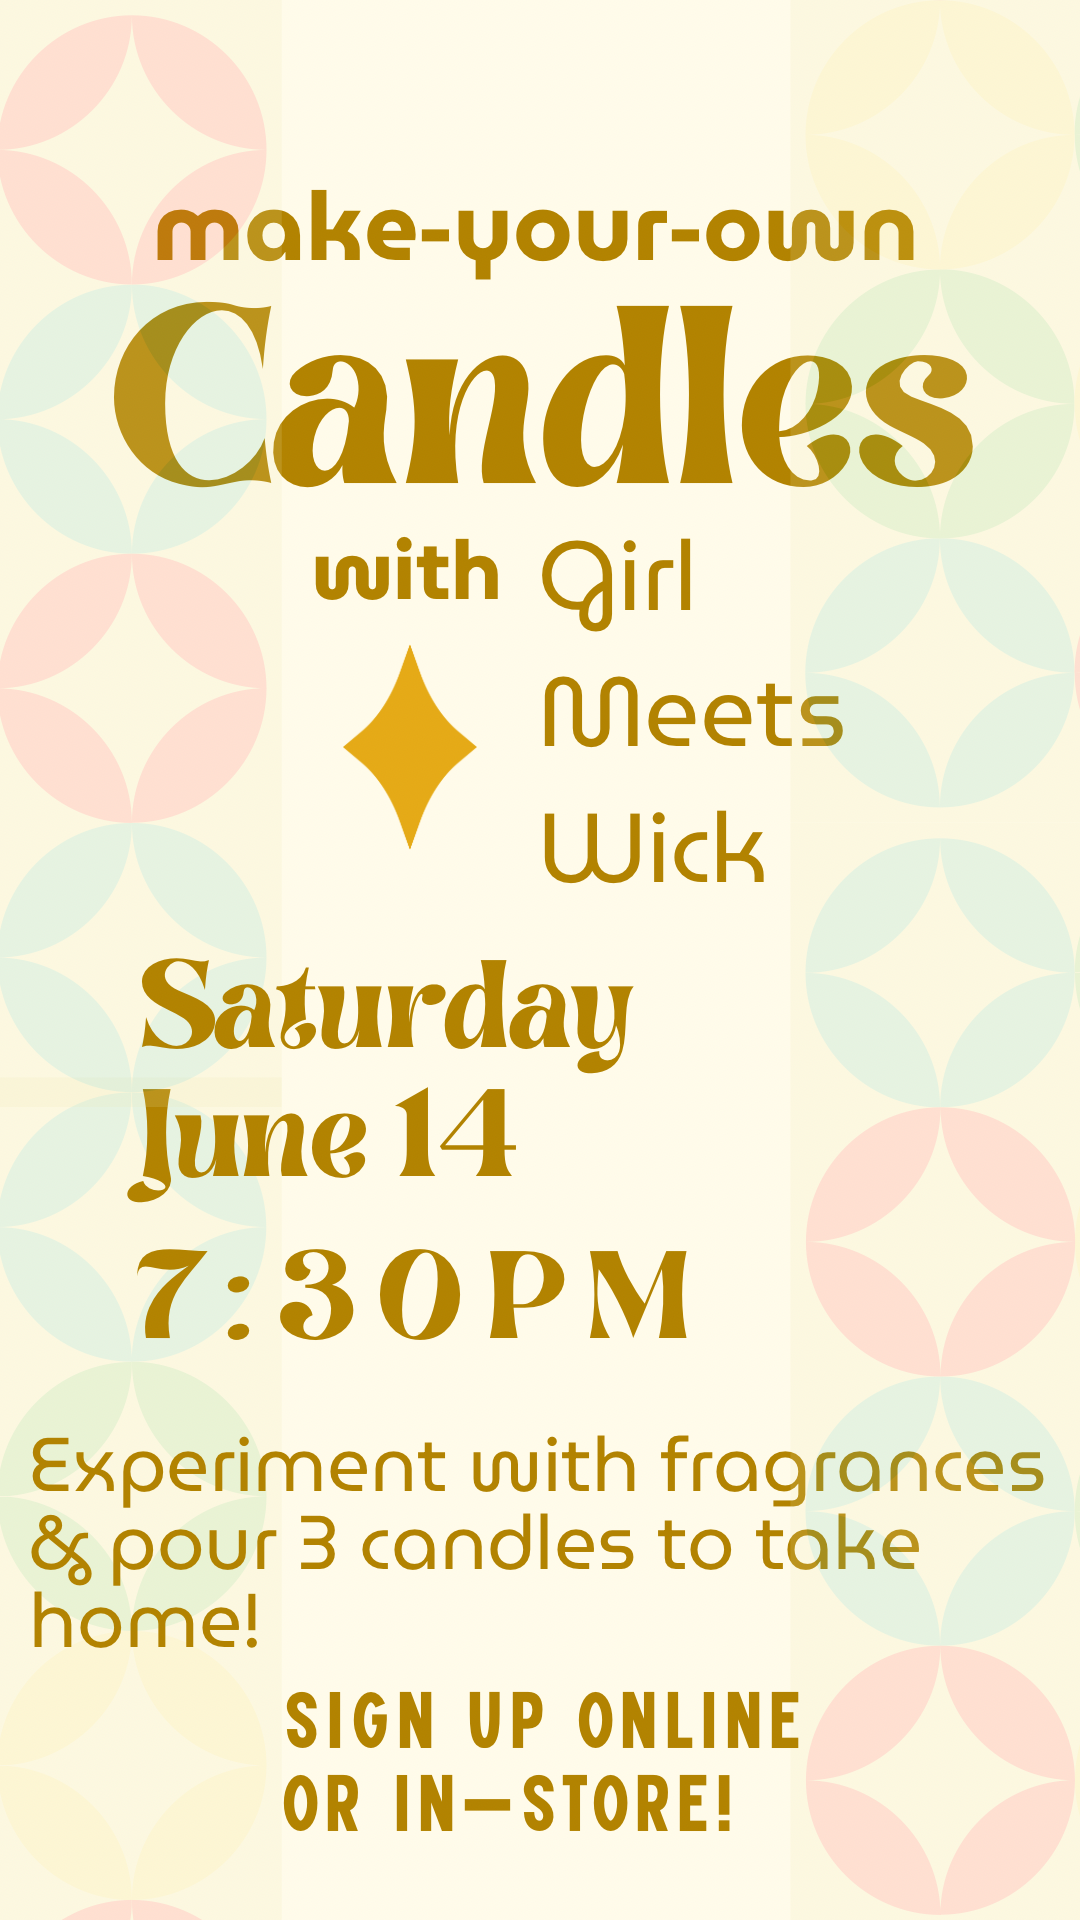 make-your-own
Candles
with Girl
Meets
Wick
Saturday
June 14
7:30PM
Experiment with fragrances
& pour 3 candles to take
home!
SIGN UP ONLINE
OR IN—STORE!